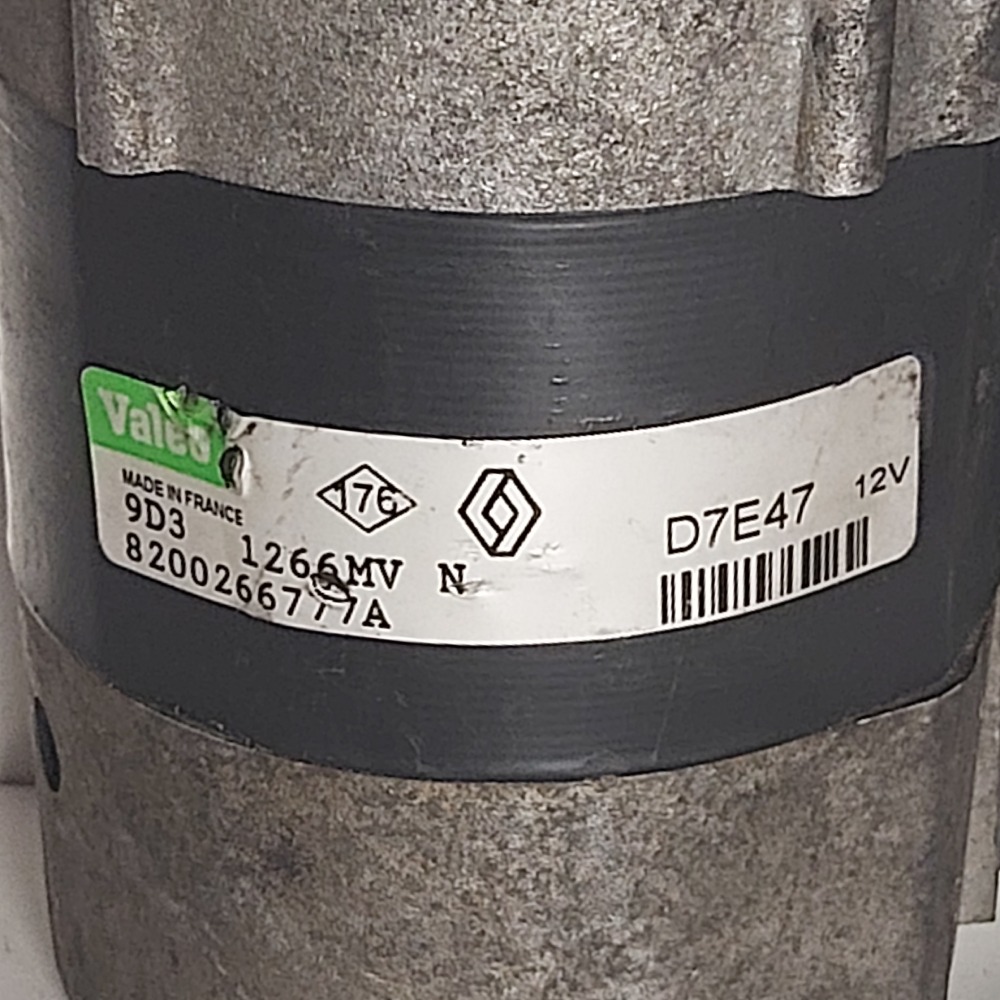 Valeo
MADE IN FRANCE
176
D7E47
12V
9D3
1266MV N
8200266777A